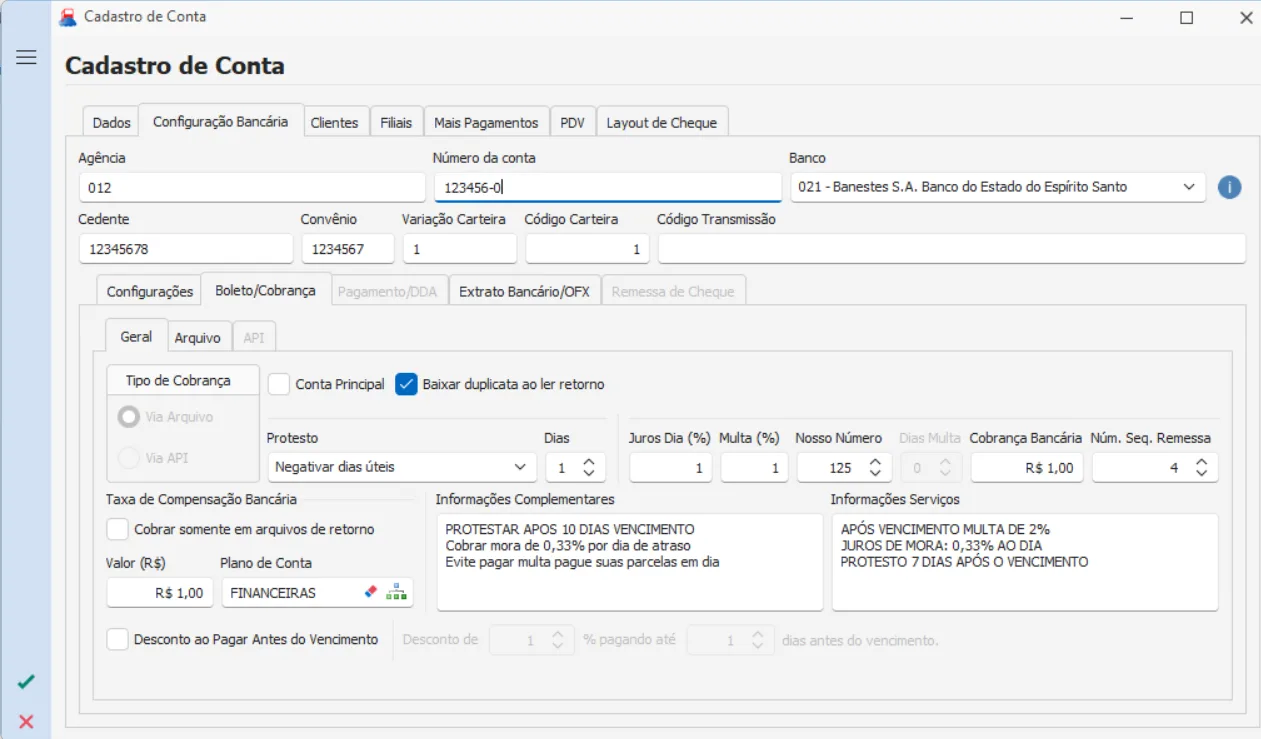 Cadastro de Conta
Cadastro de Conta
Dados Configuração Bancária Clientes Filiais Mais Pagamentos PDV Layout de Cheque
Agência Número da conta Banco
012 123456-0 021 - Banestes S.A. Banco do Estado do Espírito Santo i
Cedente Convênio Variação Carteira Código Carteira Código Transmissão
12345678 1234567 1 1
Configurações Boleto/Cobrança Pagamento/DDA Extrato Bancário/OFX Remessa de Cheque
Geral Arquivo API
Tipo de Cobrança Conta Principal Baixar duplicata ao ler retorno
Via Arquivo
Via API
Protesto Dias Juros Dia (%) Multa (%) Nosso Número Dias Multa Cobrança Bancária Núm. Seq. Remessa
Negativar dias úteis 1 1 1 125 0 R$ 1,00 4
Taxa de Compensação Bancária
Cobrar somente em arquivos de retorno
Valor (R$) Plano de Conta
R$ 1,00 FINANCEIRAS
Informações Complementares
PROTESTAR APOS 10 DIAS VENCIMENTO
Cobrar mora de 0,33% por dia de atraso
Evite pagar multa pague suas parcelas em dia
Informações Serviços
APÓS VENCIMENTO MULTA DE 2%
JUROS DE MORA: 0,33% AO DIA
PROTESTO 7 DIAS APÓS O VENCIMENTO
Desconto ao Pagar Antes do Vencimento Desconto de 1 % pagando até 1 dias antes do vencimento.